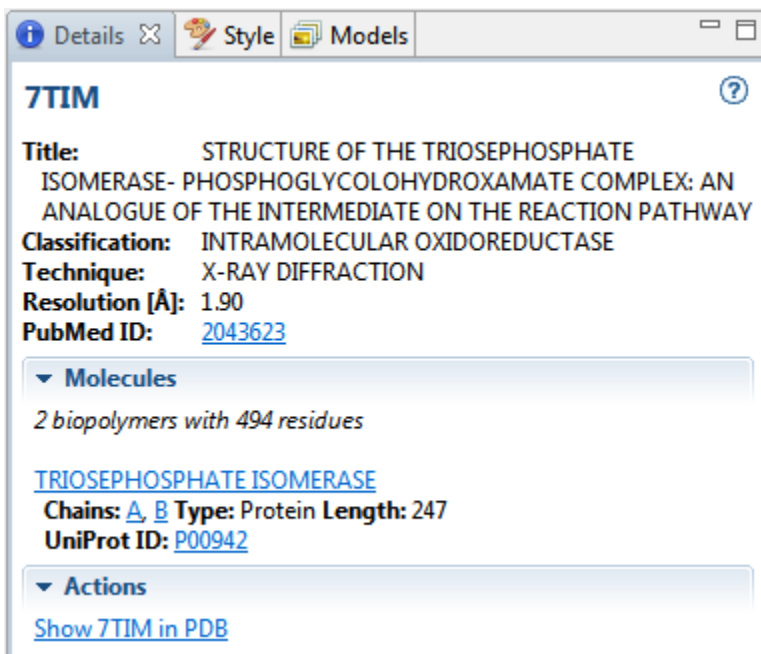 Details Style Models
7TIM
Title: STRUCTURE OF THE TRIOSEPHOSPHATE
ISOMERASE- PHOSPHOGLYCOLOHYDROXAMATE COMPLEX: AN
ANALOGUE OF THE INTERMEDIATE ON THE REACTION PATHWAY
Classification: INTRAMOLECULAR OXIDOREDUCTASE
Technique: X-RAY DIFFRACTION
Resolution [Å]: 1.90
PubMed ID: 2043623
Molecules
2 biopolymers with 494 residues
TRIOSEPHOSPHATE ISOMERASE
Chains: A, B Type: Protein Length: 247
UniProt ID: P00942
Actions
Show 7TIM in PDB